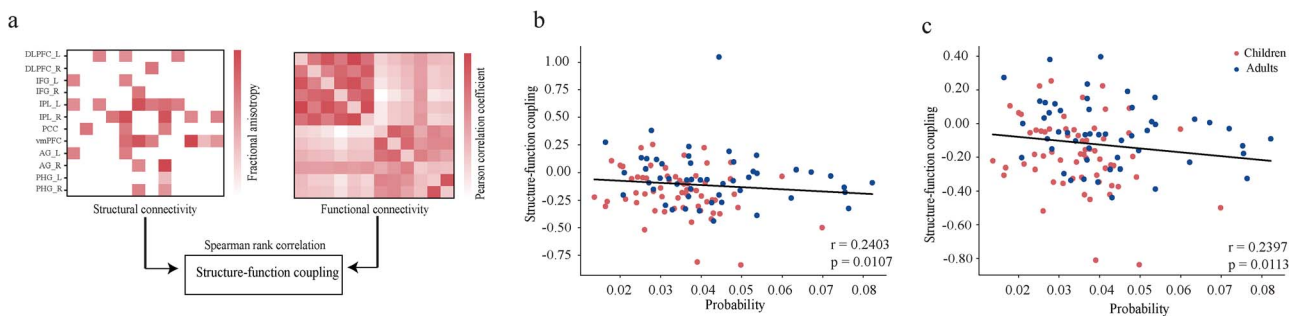 a
DLPFC_L
DLPFC_R
IFG_L
IFG_R
IPL_L
IPL_R
PCC
vmPFC
AG_L
AG_R
PHG_L
PHG_R
Fractional anisotropy
Structural connectivity
Pearson correlation coefficient
Functional connectivity
Spearman rank correlation
Structure-function coupling
b
Structure-function coupling
1.00
0.75
0.50
0.25
0.00
-0.25
-0.50
-0.75
r = 0.2403
p = 0.0107
0.02 0.03 0.04 0.05 0.06 0.07 0.08
Probability
c
Children
Adults
Structure-function coupling
0.40
0.20
0.00
-0.20
-0.40
-0.60
-0.80
r = 0.2397
p = 0.0113
0.02 0.03 0.04 0.05 0.06 0.07 0.08
Probability